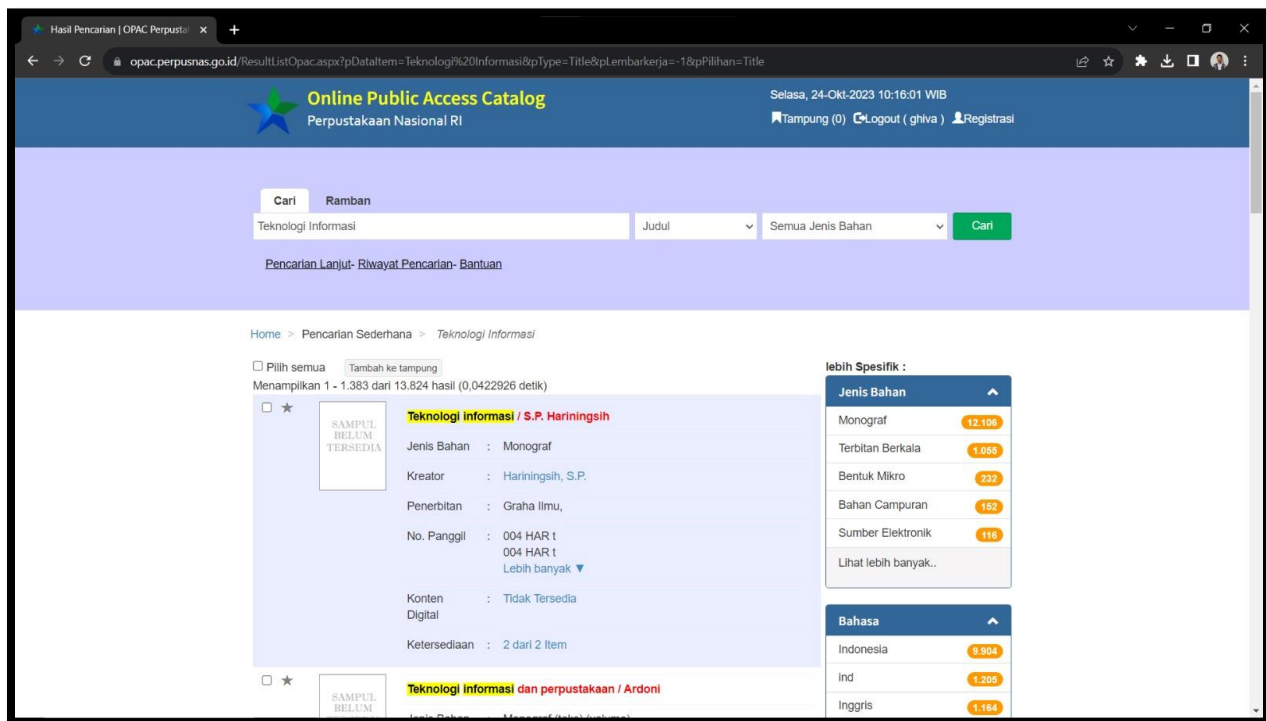 Hasil Pencarian | OPAC Perpusta
opac.perpusnas.go.id/ResultListOpac.aspx?pDataItem=Teknologi%20Informasi&pType=Title&pLembarkerja=-1&pPilihan=Title
Online Public Access Catalog
Perpustakaan Nasional RI
Selasa, 24-Okt-2023 10:16:01 WIB
Tampung (0) Logout ( ghiva ) Registrasi
Cari Ramban
Teknologi Informasi Judul Semua Jenis Bahan Cari
Pencarian Lanjut- Riwayat Pencarian- Bantuan
Home > Pencarian Sederhana > Teknologi Informasi
Pilih semua Tambah ke tampung
Menampilkan 1 - 1.383 dari 13.824 hasil (0,0422926 detik)
SAMPUL
BELUM
TERSEDIA
Teknologi informasi / S.P. Hariningsih
Jenis Bahan : Monograf
Kreator : Hariningsih, S.P.
Penerbitan : Graha Ilmu,
No. Panggil : 004 HAR t
004 HAR t
Lebih banyak ▼
Konten : Tidak Tersedia
Digital
Ketersediaan : 2 dari 2 Item
SAMPUL
BELUM
Teknologi informasi dan perpustakaan / Ardoni
lebih Spesifik :
Jenis Bahan
Monograf 12.106
Terbitan Berkala 1.055
Bentuk Mikro 232
Bahan Campuran 152
Sumber Elektronik 116
Lihat lebih banyak..
Bahasa
Indonesia 9.904
ind 1.205
Inggris 1.164